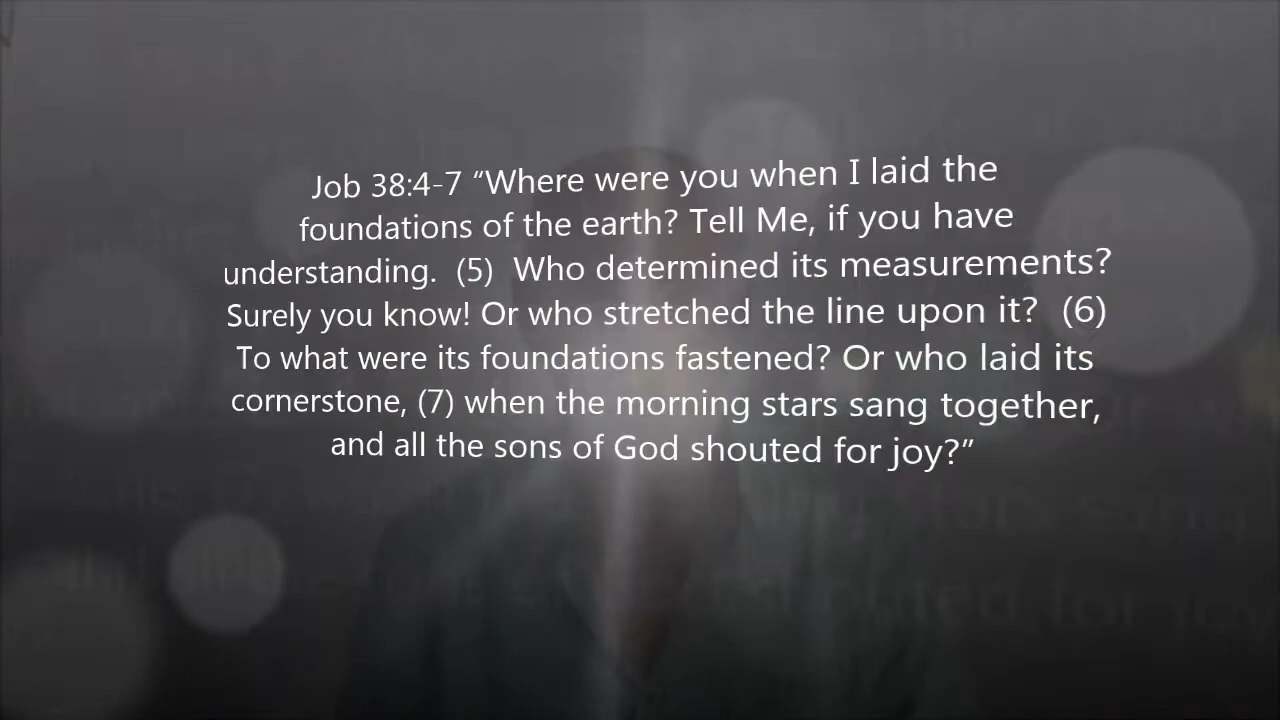 Job 38:4-7 “Where were you when I laid the
foundations of the earth? Tell Me, if you have
understanding.  (5)  Who determined its measurements?
Surely you know! Or who stretched the line upon it?  (6)
To what were its foundations fastened? Or who laid its
cornerstone, (7) when the morning stars sang together,
and all the sons of God shouted for joy?”